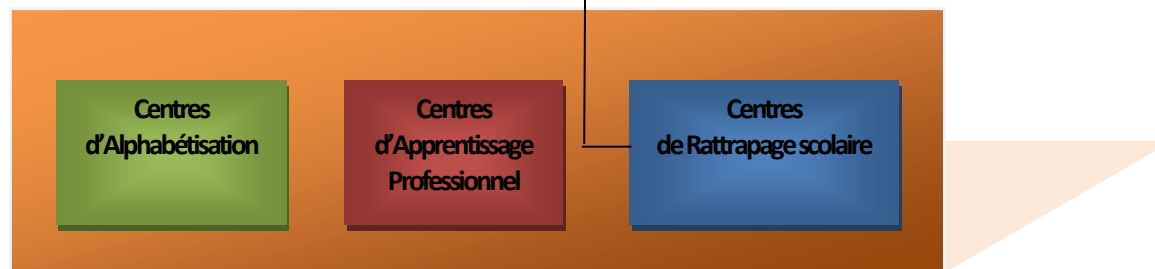 Centres
d'Alphabétisation
Centres
d'Apprentissage
Professionnel
Centres
de Rattrapage scolaire